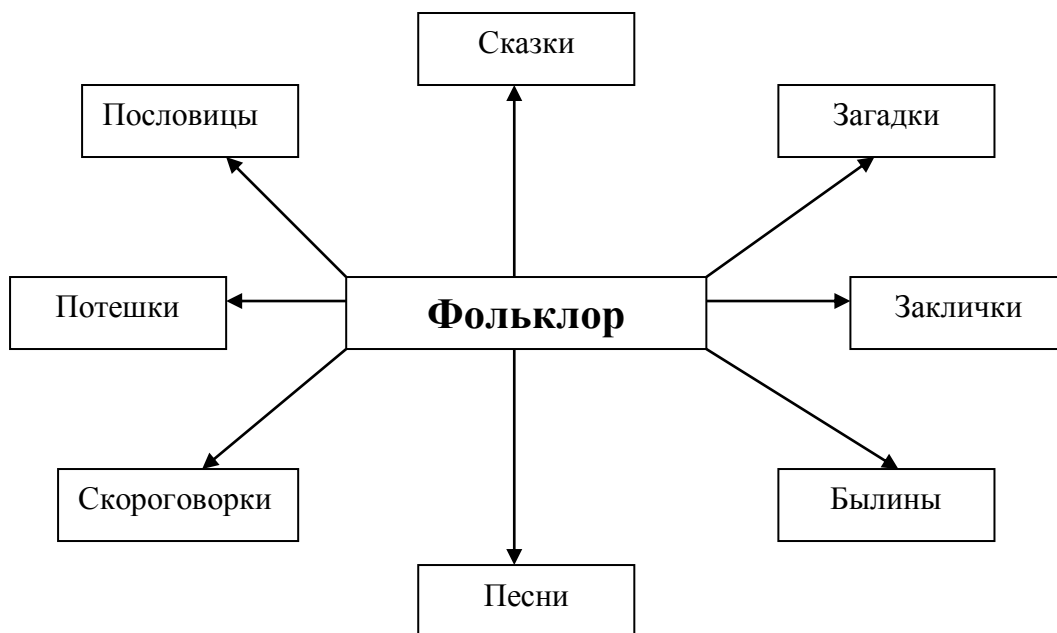 Сказки
Пословицы
Загадки
Потешки
Фольклор
Заклички
Скороговорки
Былины
Песни